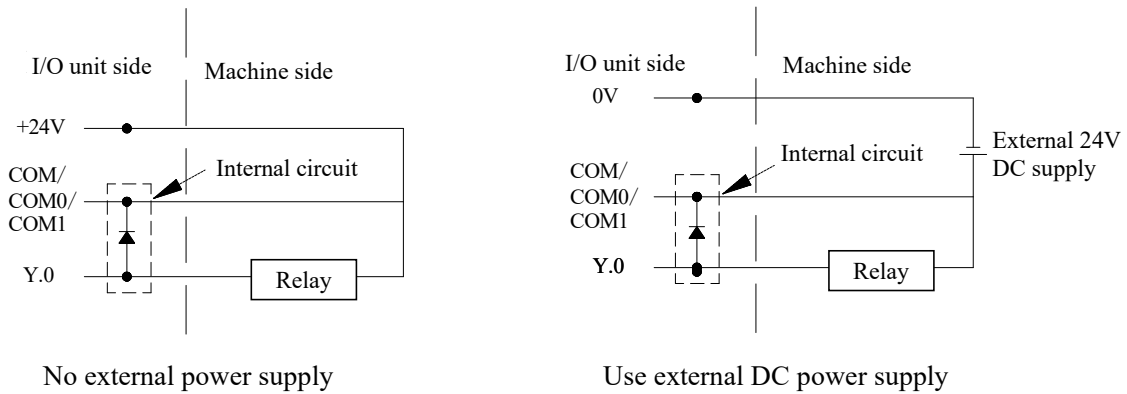 I/O unit side
Machine side
+24V
Internal circuit
COM/
COM0/
COM1
Y.0
Relay
No external power supply
I/O unit side
Machine side
0V
External 24V
DC supply
Internal circuit
COM/
COM0/
COM1
Y.0
Relay
Use external DC power supply